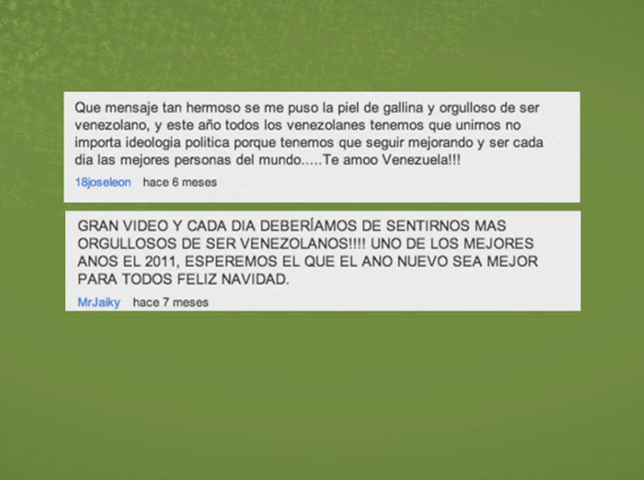 Que mensaje tan hermoso se me puso la piel de gallina y orgulloso de ser
venezolano, y este año todos los venezolanes tenemos que unirnos no
importa ideologia politica porque tenemos que seguir mejorando y ser cada
dia las mejores personas del mundo.....Te amoo Venezuela!!!
18joseleon hace 6 meses
GRAN VIDEO Y CADA DIA DEBERÍAMOS DE SENTIRNOS MAS
ORGULLOSOS DE SER VENEZOLANOS!!!! UNO DE LOS MEJORES
ANOS EL 2011, ESPEREMOS EL QUE EL ANO NUEVO SEA MEJOR
PARA TODOS FELIZ NAVIDAD.
MrJaiky hace 7 meses